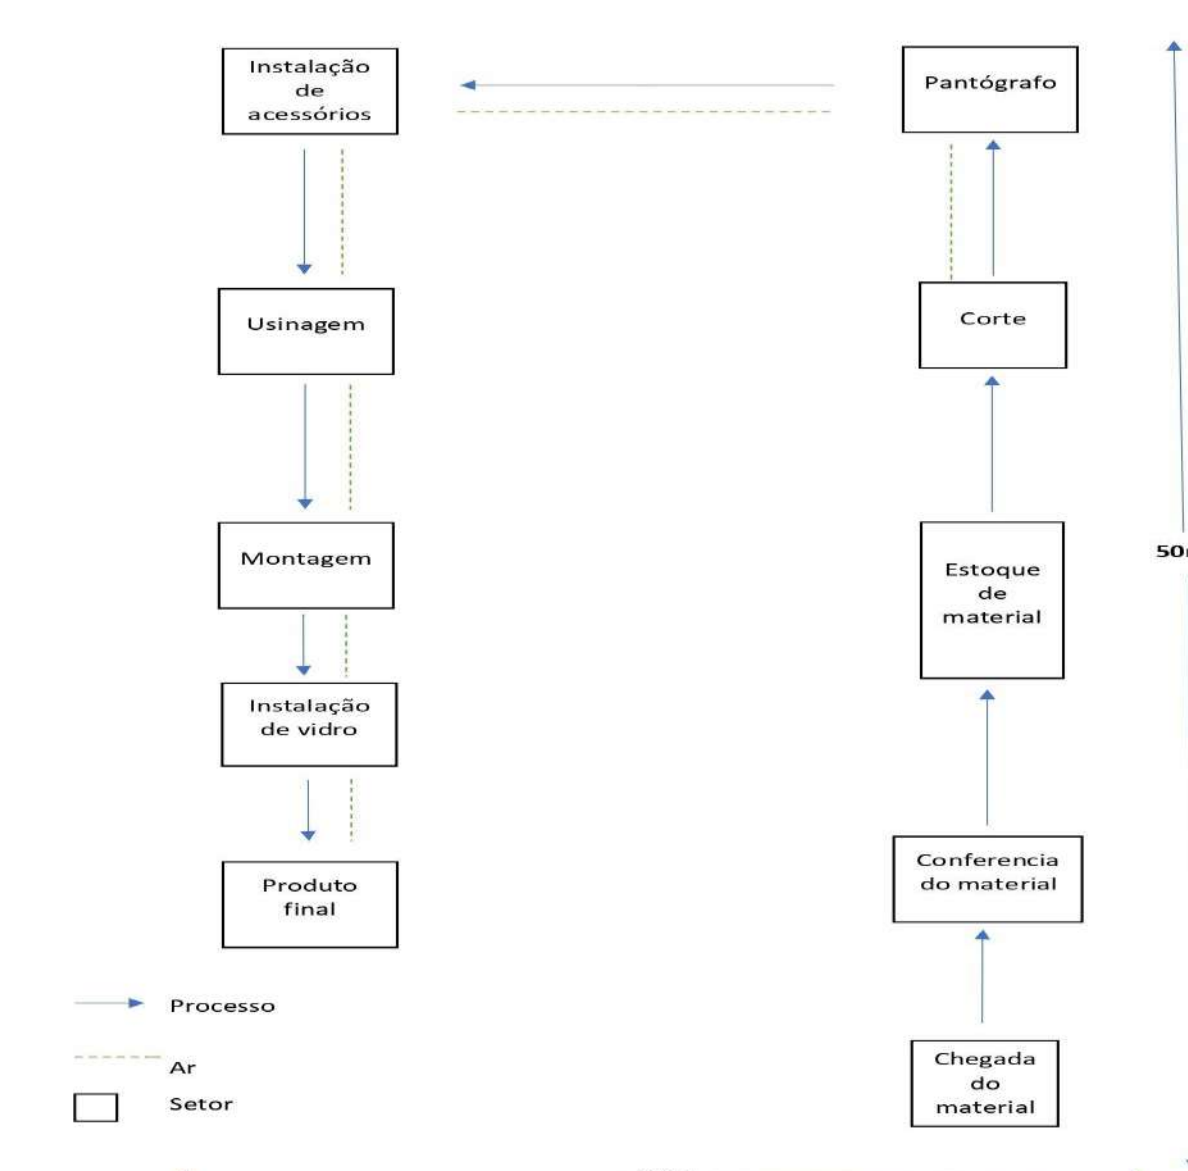 Instalação
de
acessórios
Pantógrafo
Usinagem
Corte
Montagem
Estoque
de
material
Instalação
de vidro
Conferencia
do material
Produto
final
Processo
Ar
Setor
Chegada
do
material
50